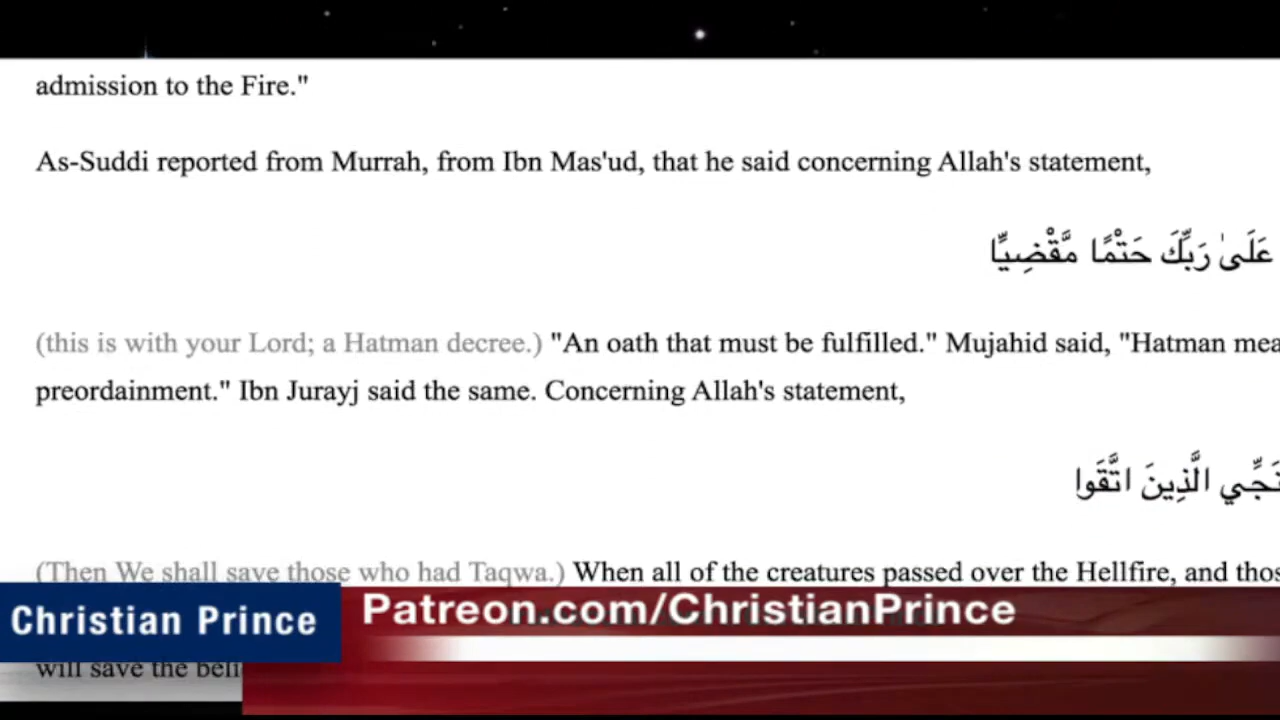 admission to the Fire."
As-Suddi reported from Murrah, from Ibn Mas'ud, that he said concerning Allah's statement,
عَلَىٰ رَبِّكَ حَتْمًا مَّقْضِيًّا
(this is with your Lord; a Hatman decree.) "An oath that must be fulfilled." Mujahid said, "Hatman
preordainment." Ibn Jurayj said the same. Concerning Allah's statement,
الَّذِينَ اتَّقَوا
(Then We shall save those who had Taqwa.) When all of the creatures passed over the Hellfire, and
Christian Prince
Patreon.com/ChristianPrince
will save the